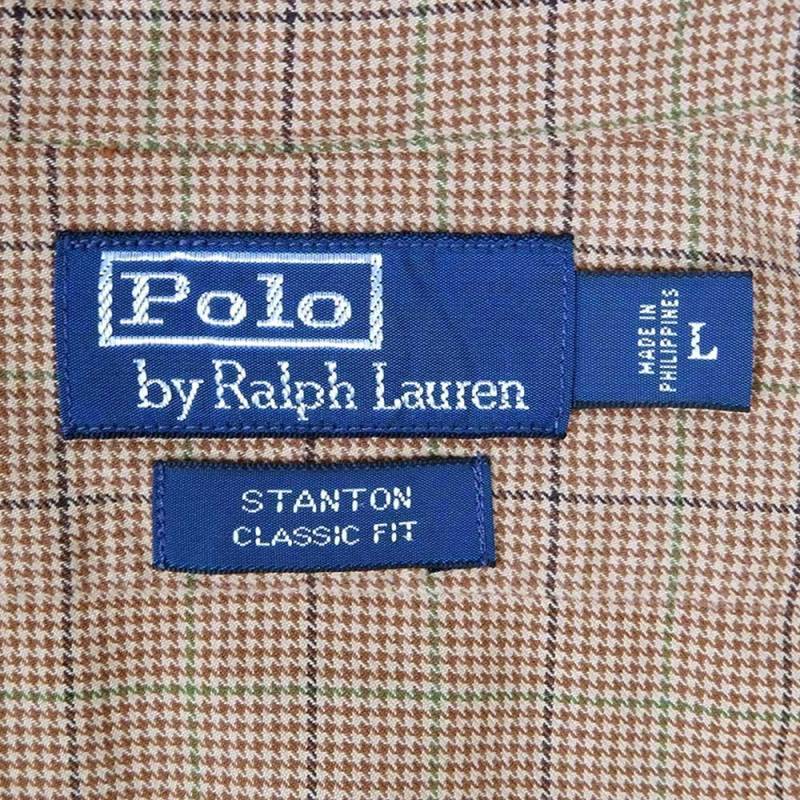 Polo
by Ralph Lauren
MADE IN
PHILIPPINES
L
STANTON
CLASSIC FIT